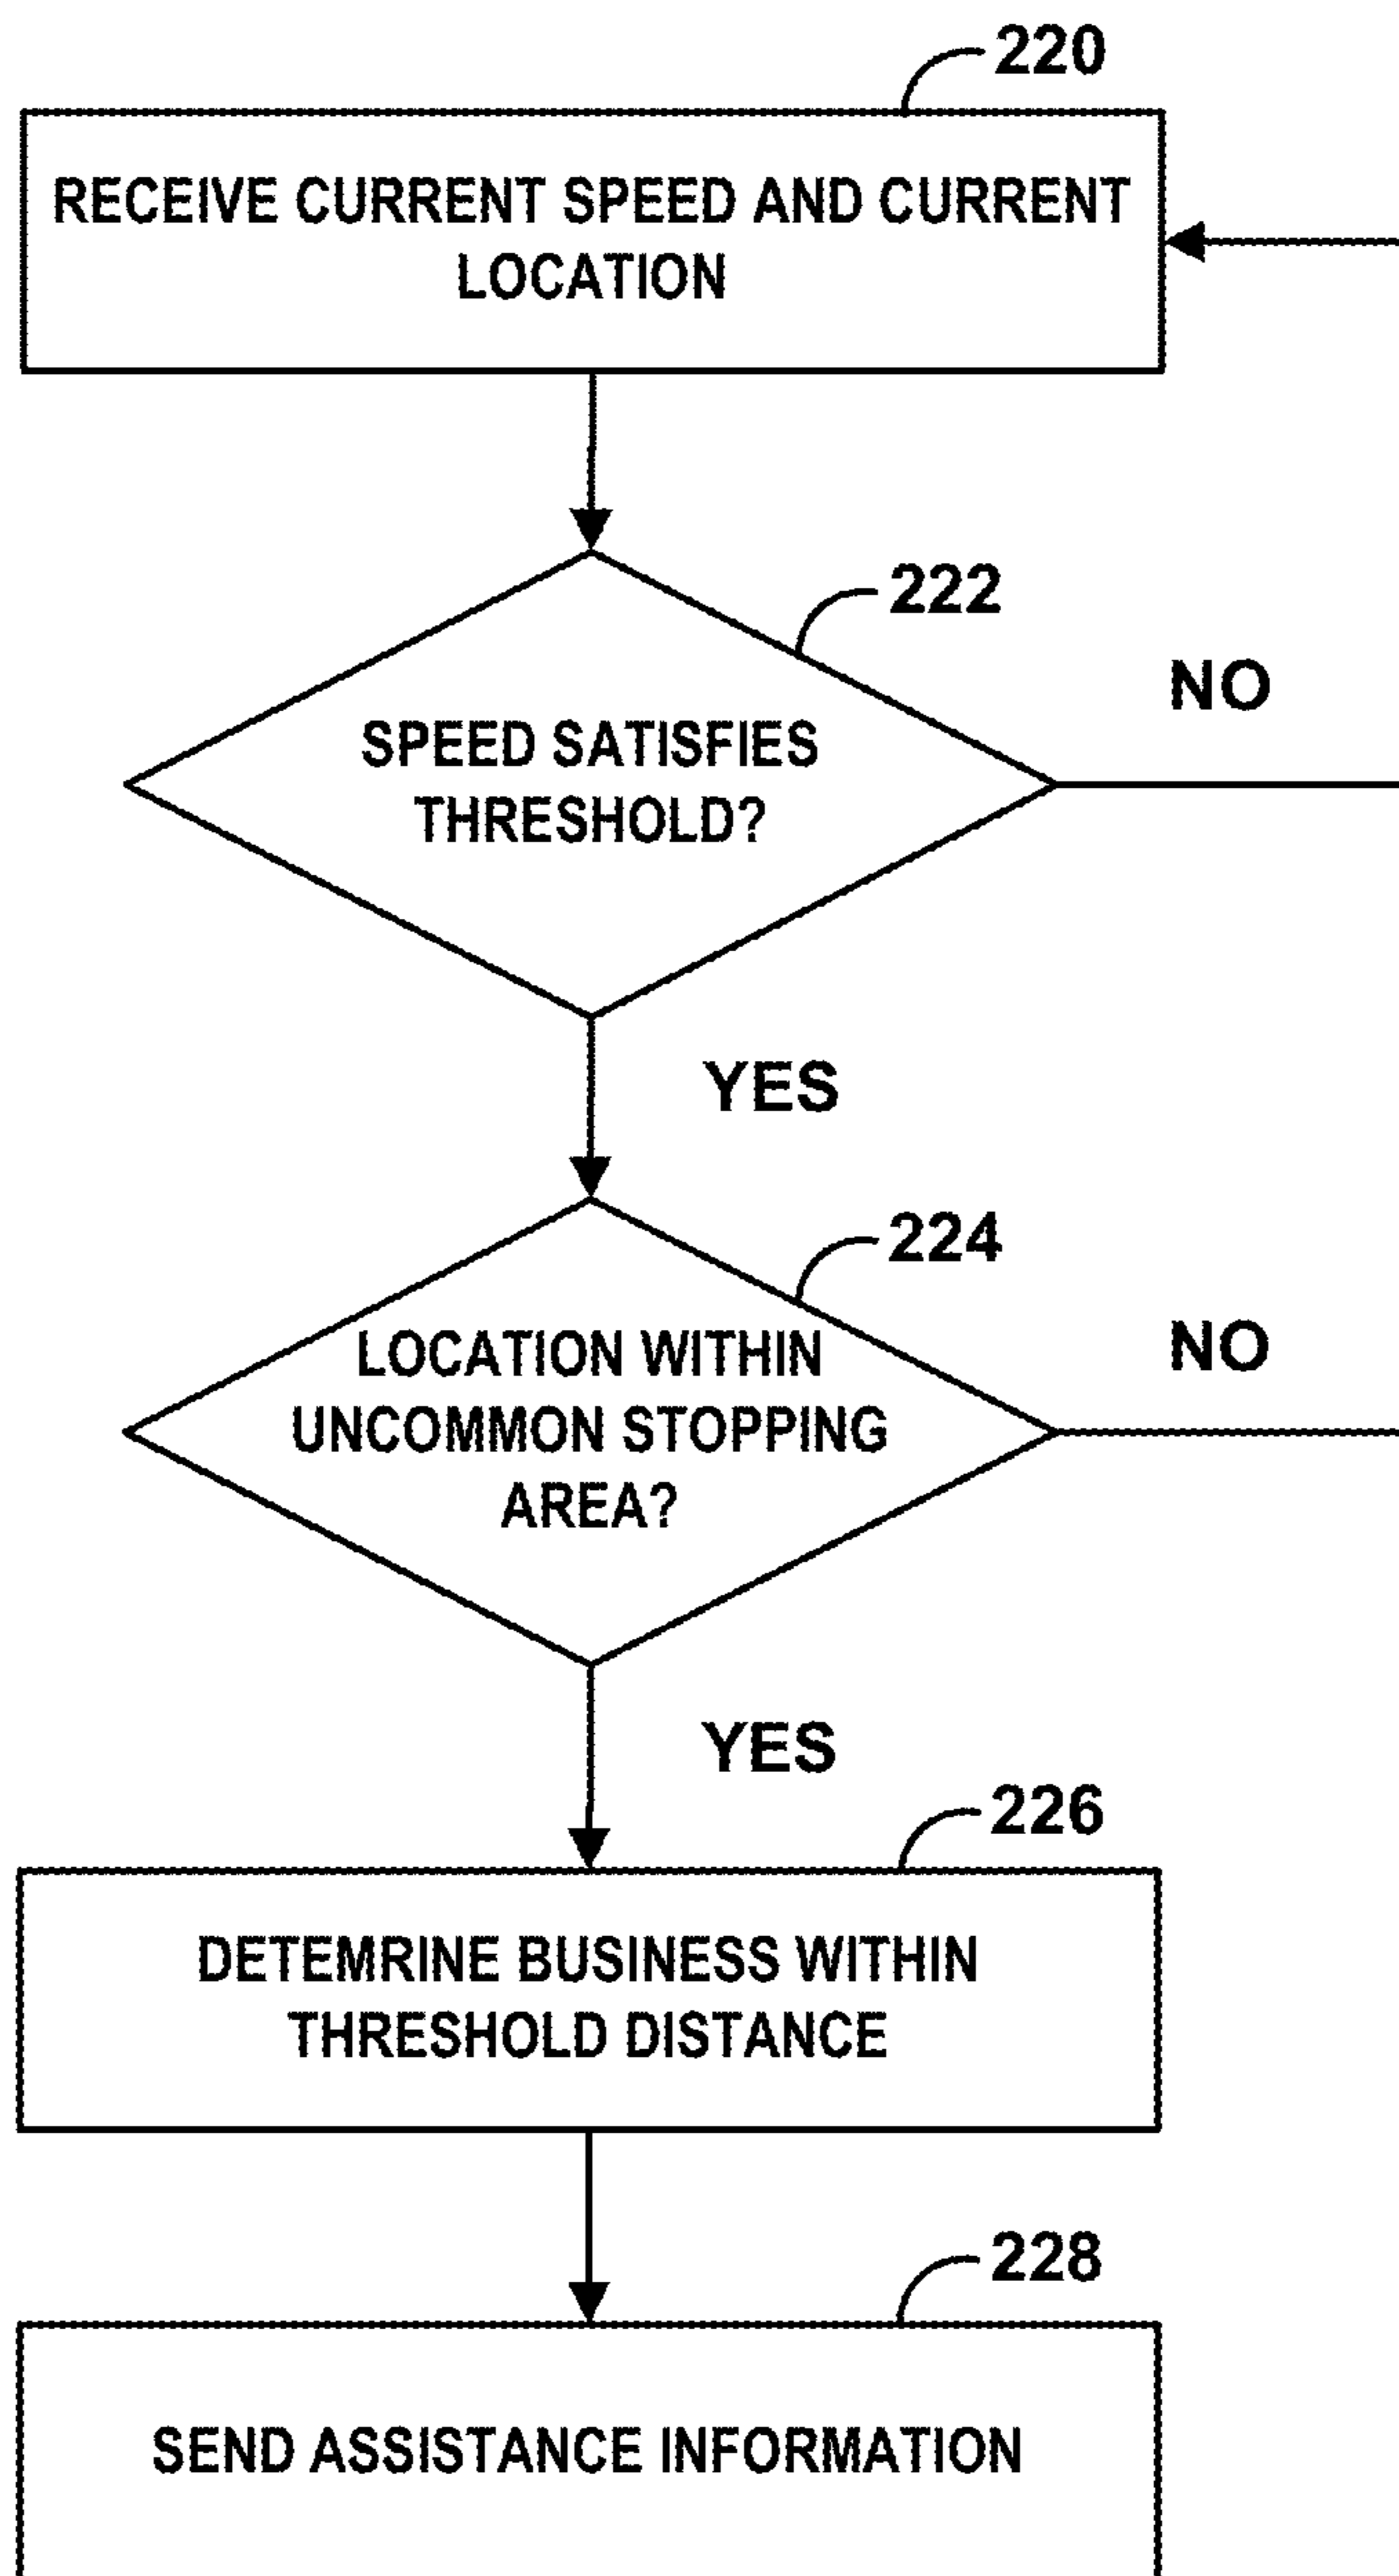 220
RECEIVE CURRENT SPEED AND CURRENT
LOCATION
222
SPEED SATISFIES
THRESHOLD?
NO
YES
224
LOCATION WITHIN
UNCOMMON STOPPING
AREA?
NO
YES
226
DETEMRINE BUSINESS WITHIN
THRESHOLD DISTANCE
228
SEND ASSISTANCE INFORMATION